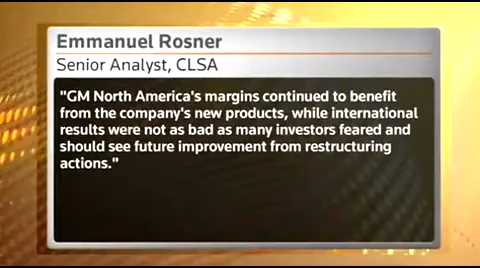 Emmanuel Rosner
Senior Analyst, CLSA
"GM North America's margins continued to benefit
from the company's new products, while international
results were not as bad as many investors feared and
should see future improvement from restructuring
actions."